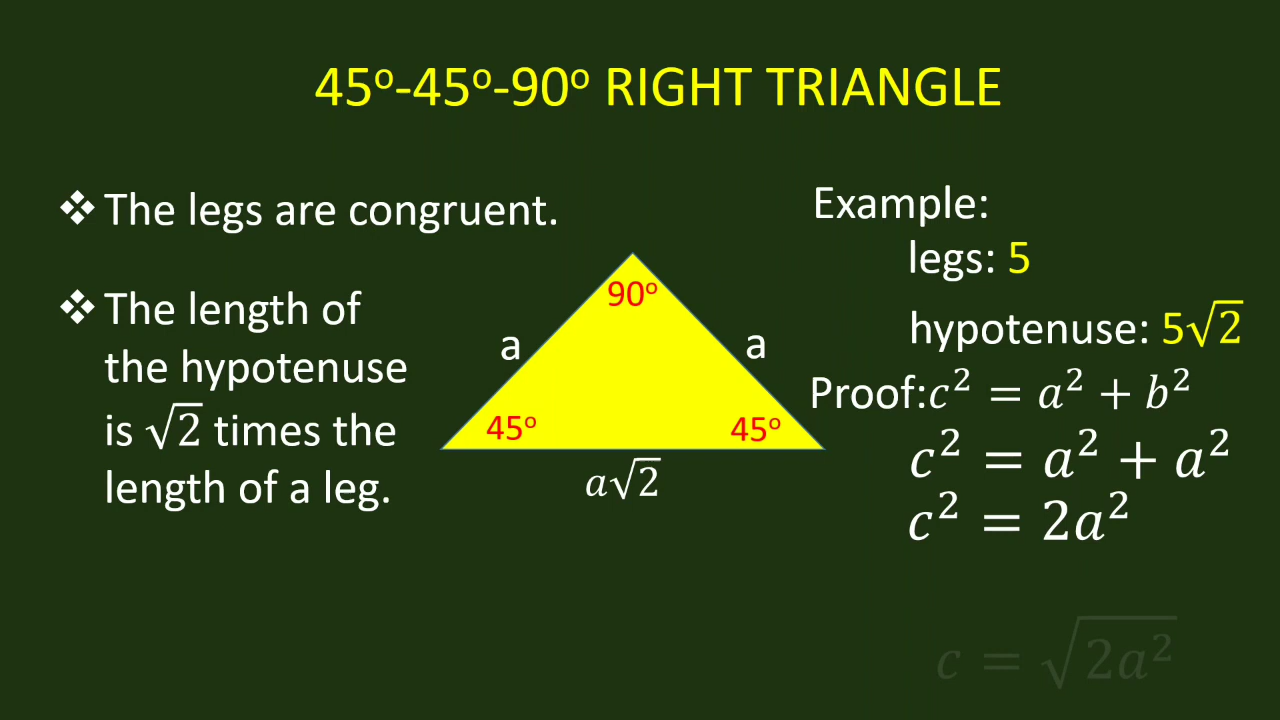 45º-45º-90º RIGHT TRIANGLE
❖ The legs are congruent.
❖ The length of
the hypotenuse
is √2 times the
length of a leg.
90º
a
a
45º
45º
a√2
Example:
legs: 5
hypotenuse: 5√2
Proof: c² = a² + b²
c² = a² + a²
c² = 2a²
c = √(2a²)